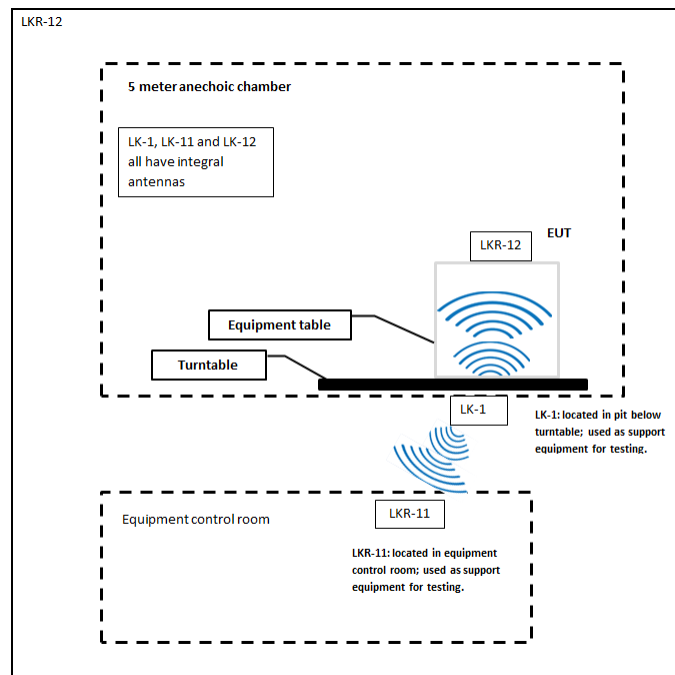 LKR-12
5 meter anechoic chamber
LK-1, LK-11 and LK-12
all have integral
antennas
EUT
LKR-12
Equipment table
Turntable
LK-1
LK-1: located in pit below
turntable; used as support
equipment for testing.
LKR-11
Equipment control room
LKR-11: located in equipment
control room; used as support
equipment for testing.